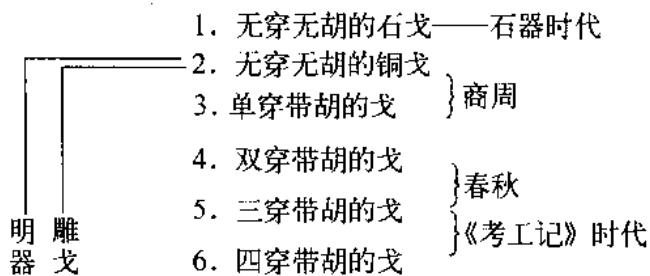 1. 无穿无胡的石戈——石器时代
2. 无穿无胡的铜戈
3. 单穿带胡的戈
}商周
4. 双穿带胡的戈
5. 三穿带胡的戈
}春秋
6. 四穿带胡的戈
}《考工记》时代
明器
雕戈